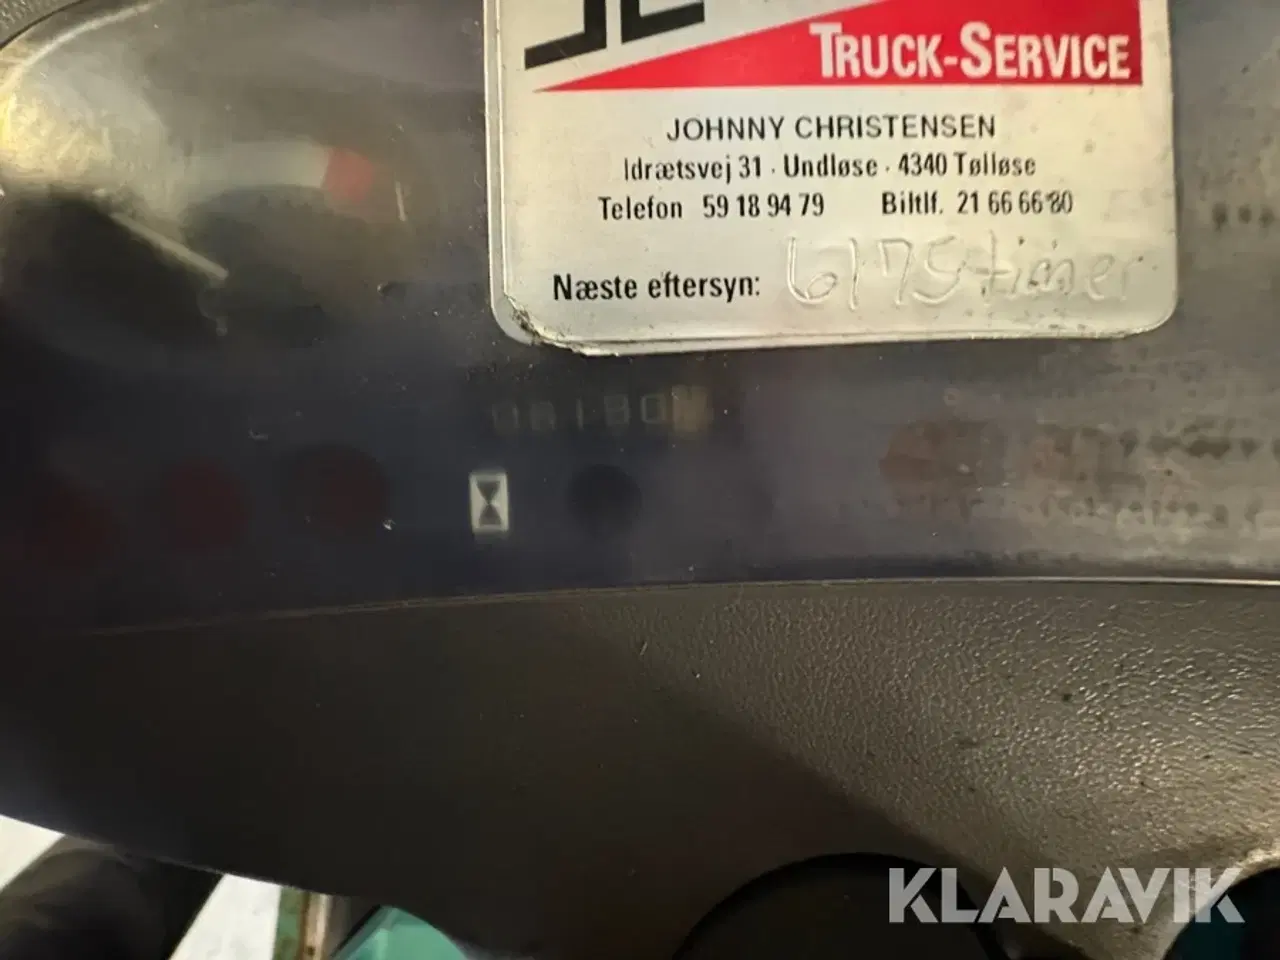 TRUCK-SERVICE
JOHNNY CHRISTENSEN
Idrætsvej 31 · Undløse · 4340 Tølløse
Telefon 59 18 94 79 Biltlf. 21 66 66 80
Næste eftersyn: 6175 timer
KLARAVIK